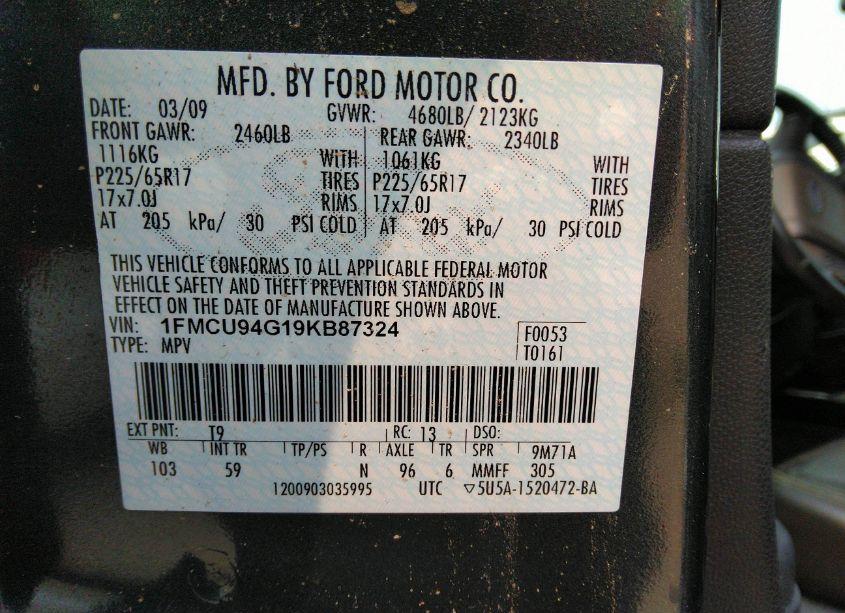 MFD. BY FORD MOTOR CO.
DATE: 03/09 GVWR: 4680LB/ 2123KG
FRONT GAWR: 2460LB REAR GAWR: 2340LB
1116KG WITH 1061KG WITH
P225/65R17 TIRES P225/65R17 TIRES
17x7.0J RIMS 17x7.0J RIMS
AT 205 kPa/ 30 PSI COLD AT 205 kPa/ 30 PSI COLD
THIS VEHICLE CONFORMS TO ALL APPLICABLE FEDERAL MOTOR
VEHICLE SAFETY AND THEFT PREVENTION STANDARDS IN
EFFECT ON THE DATE OF MANUFACTURE SHOWN ABOVE.
VIN: 1FMCU94G19KB87324 F0053
TYPE: MPV T0161
EXT PNT: T9 RC: 13 DSO:
WB INT TR TP/PS R AXLE TR SPR 9M71A
103 59 N 96 6 MMFF 305
1200903035995 UTC ▽5U5A-1520472-BA